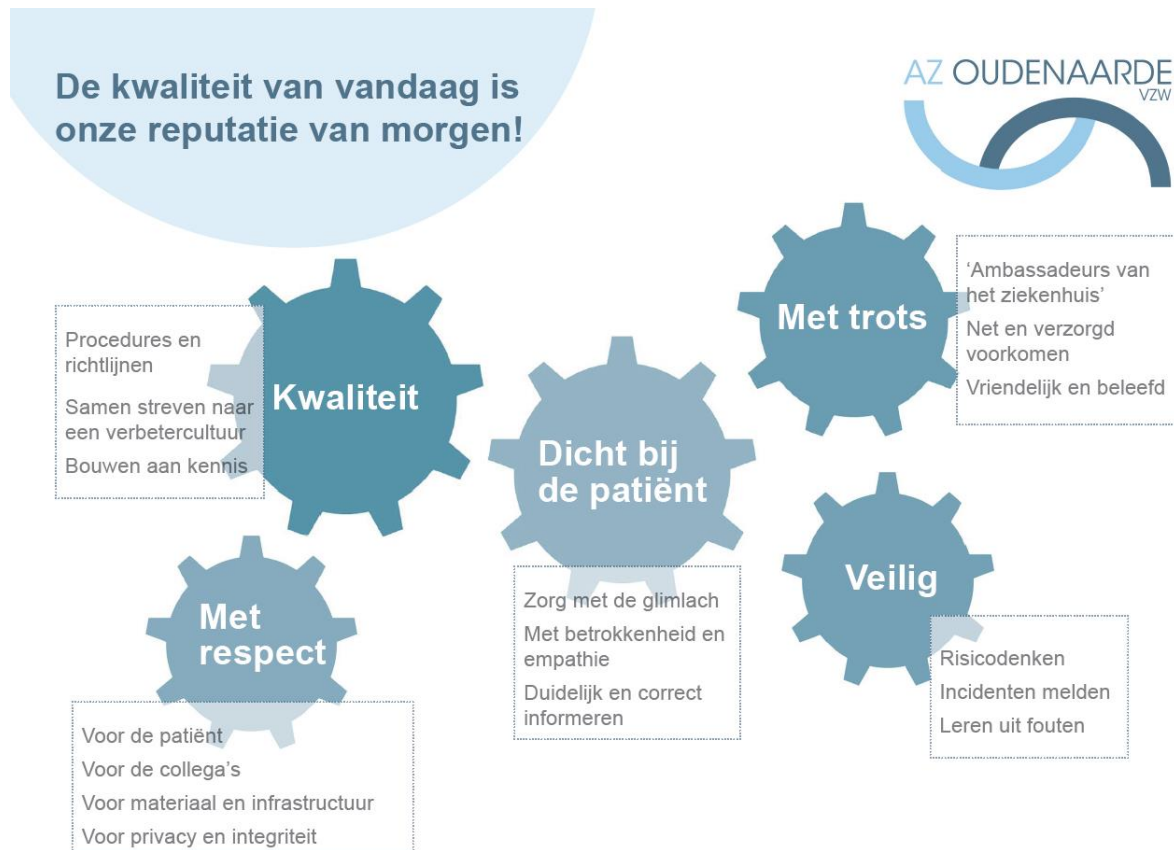 De kwaliteit van vandaag is
onze reputatie van morgen!
AZ OUDENAARDE
VZW
Procedures en
richtlijnen
Samen streven naar
een verbetercultuur
Bouwen aan kennis
Kwaliteit
Dicht bij
de patiënt
Zorg met de glimlach
Met betrokkenheid en
empathie
Duidelijk en correct
informeren
Met trots
‘Ambassadeurs van
het ziekenhuis’
Net en verzorgd
voorkomen
Vriendelijk en beleefd
Veilig
Risicodenken
Incidenten melden
Leren uit fouten
Met
respect
Voor de patiënt
Voor de collega's
Voor materiaal en infrastructuur
Voor privacy en integriteit